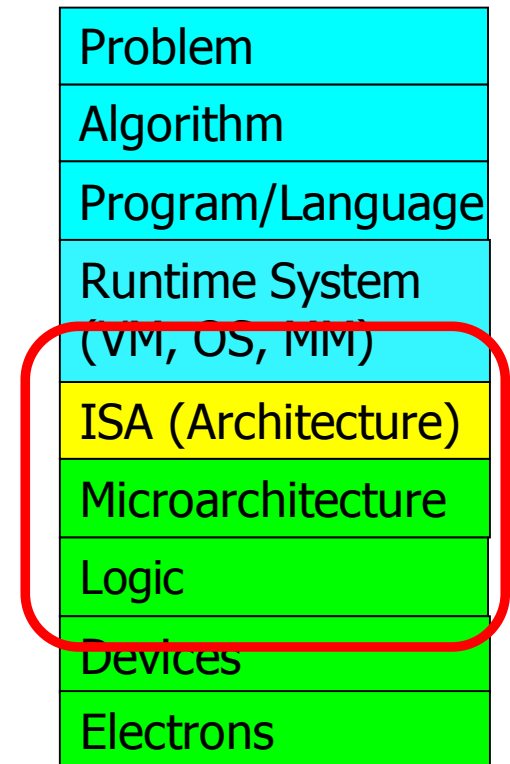 Problem
Algorithm
Program/Language
Runtime System
(VM, OS, MM)
ISA (Architecture)
Microarchitecture
Logic
Devices
Electrons